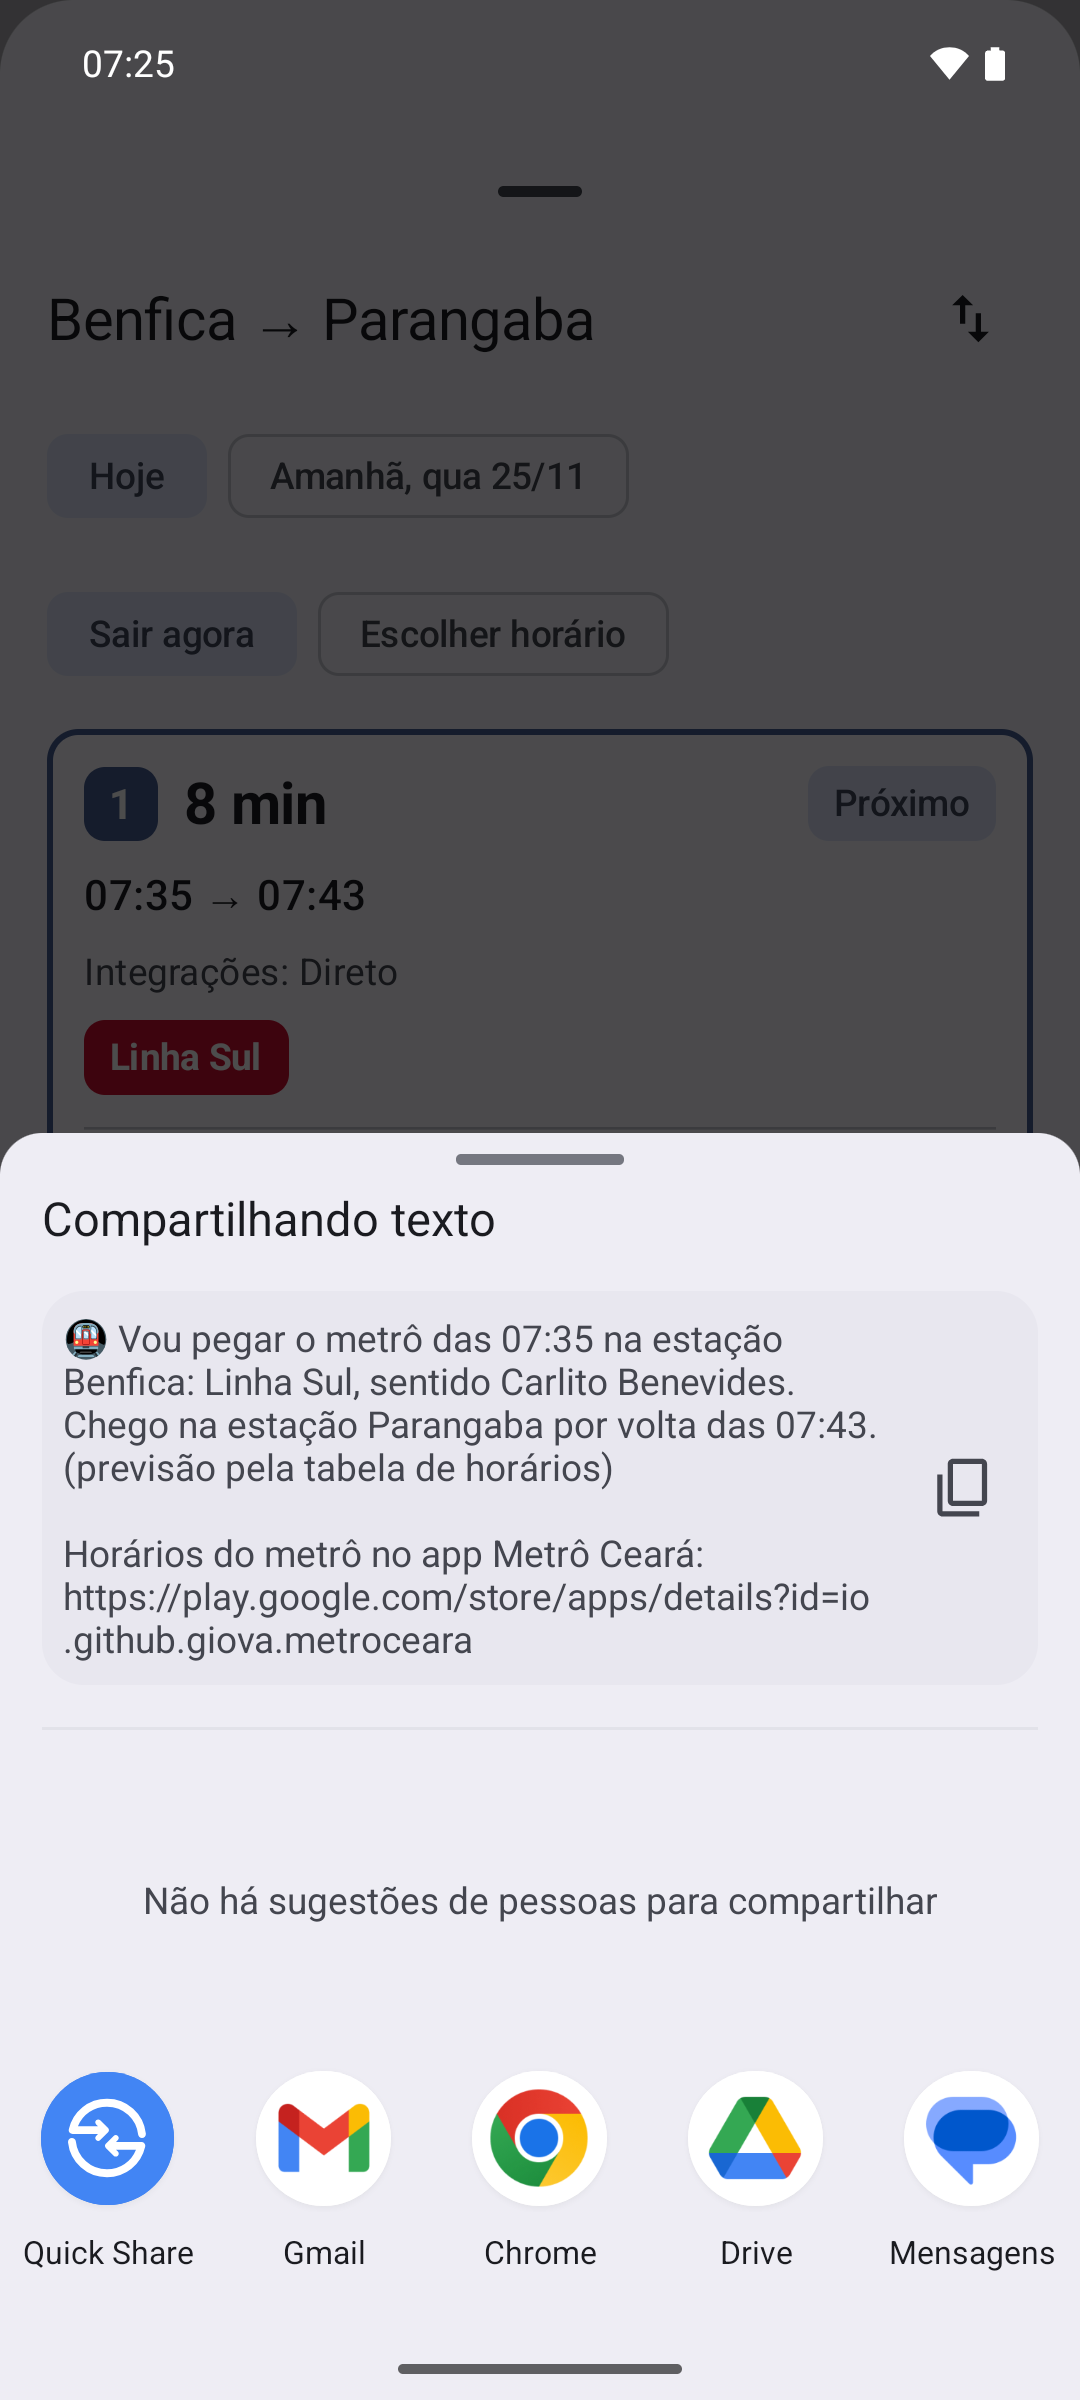 07:25
Benfica → Parangaba
Hoje
Amanhã, qua 25/11
Sair agora
Escolher horário
1
8 min
Próximo
07:35 → 07:43
Integrações: Direto
Linha Sul
Compartilhando texto
🚇 Vou pegar o metrô das 07:35 na estação
Benfica: Linha Sul, sentido Carlito Benevides.
Chego na estação Parangaba por volta das 07:43.
(previsão pela tabela de horários)
Horários do metrô no app Metrô Ceará:
https://play.google.com/store/apps/details?id=io
.github.giova.metroceara
Não há sugestões de pessoas para compartilhar
Quick Share
Gmail
Chrome
Drive
Mensagens